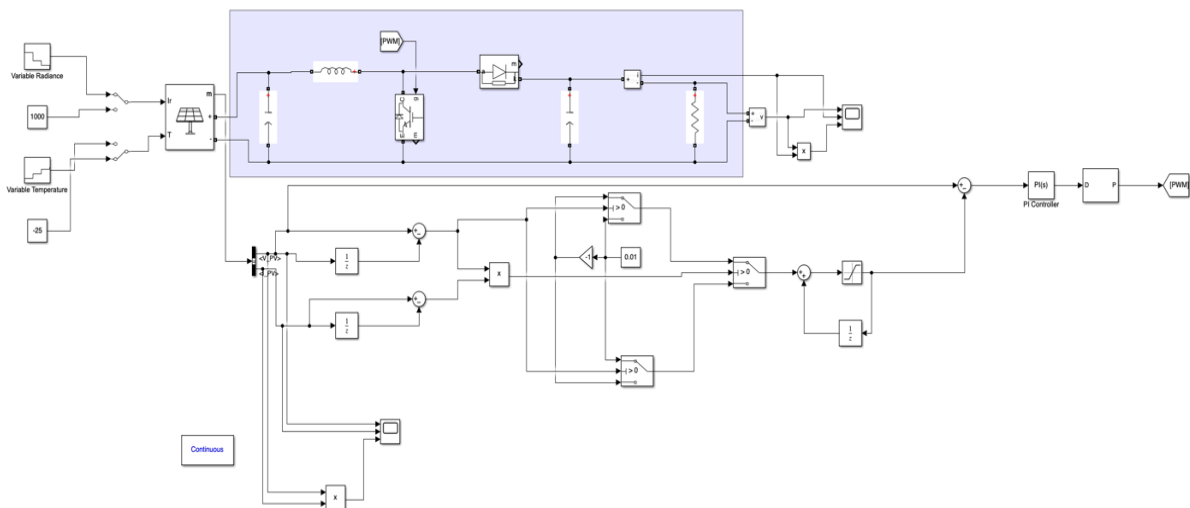 [PWM]
Variable Radiance
m
a
k
i
+
-
Ir
m
1000
g
C
E
m
+
T
-
+
-
v
x
Variable Temperature
-25
PI(s)
D
P
[PWM]
PI Controller
> 0
+
-
<V_PV>
1
z
-1
0.01
x
> 0
+
+
+
-
1
z
1
z
> 0
Continuous
x